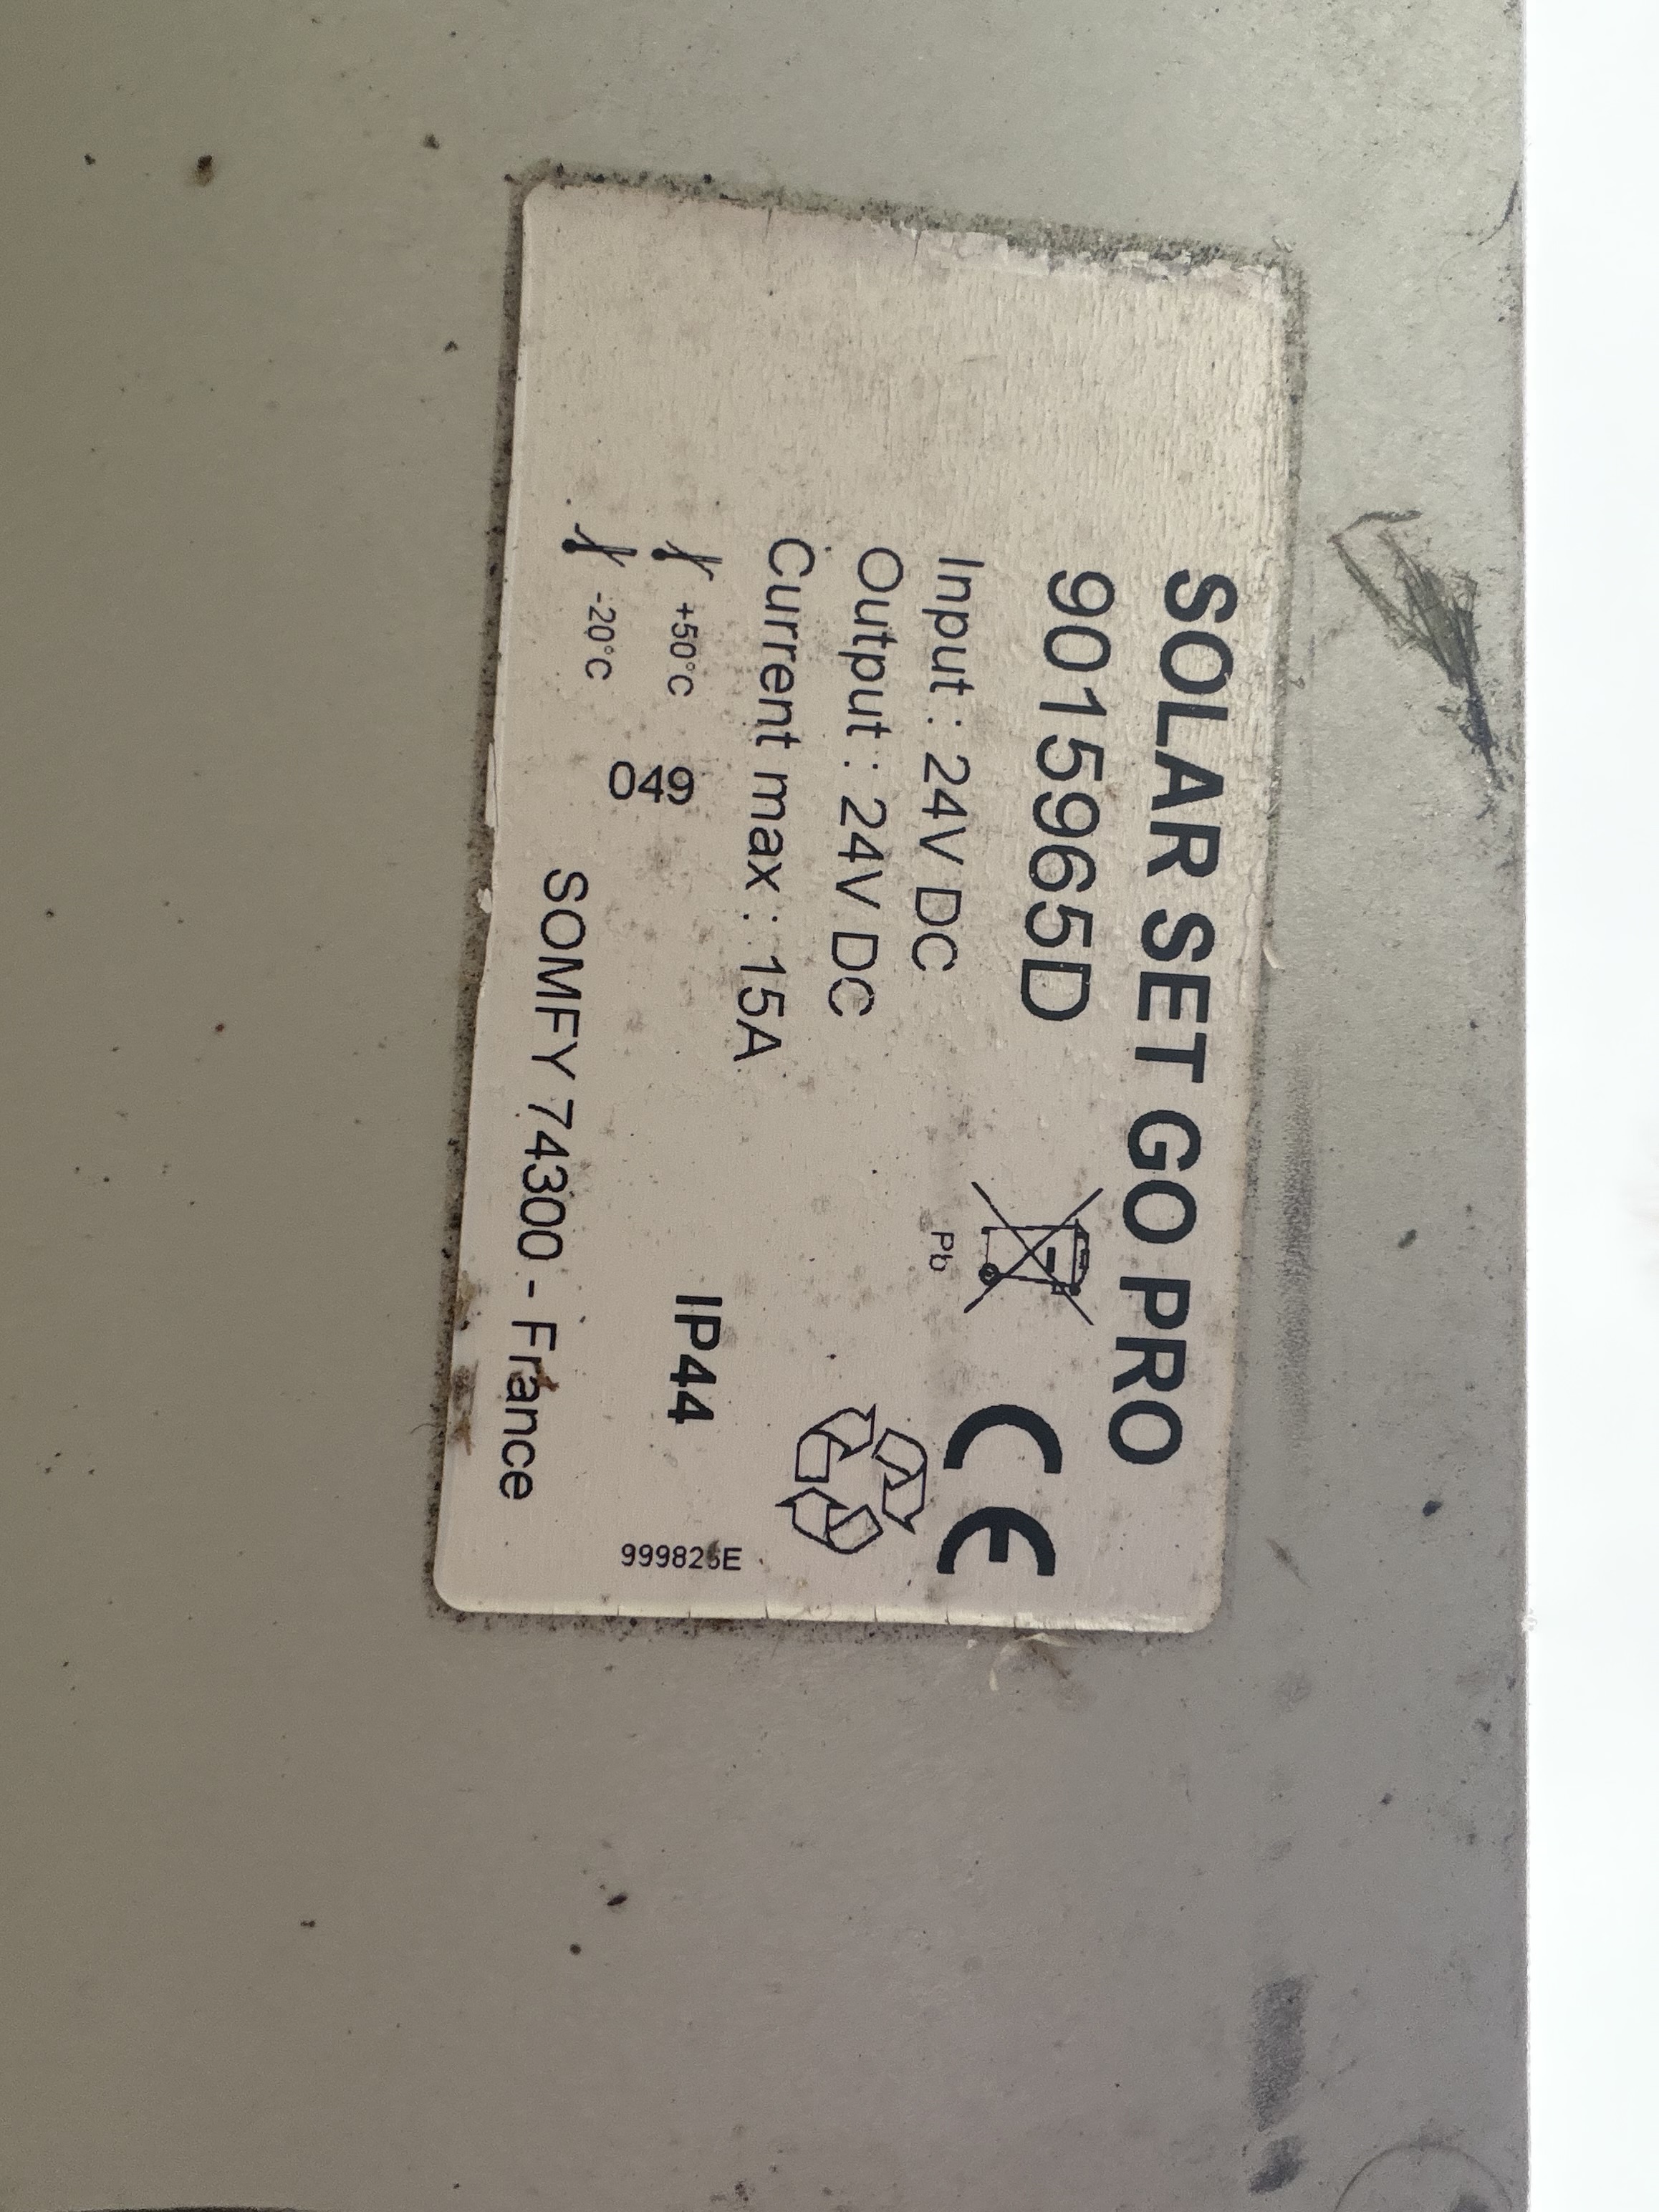 SOLAR SET GO PRO
9015965D
Input : 24V DC
Output : 24V DC
Current max : 15A
Pb
CE
+50°C
-20°C
049
IP44
SOMFY 74300 - France